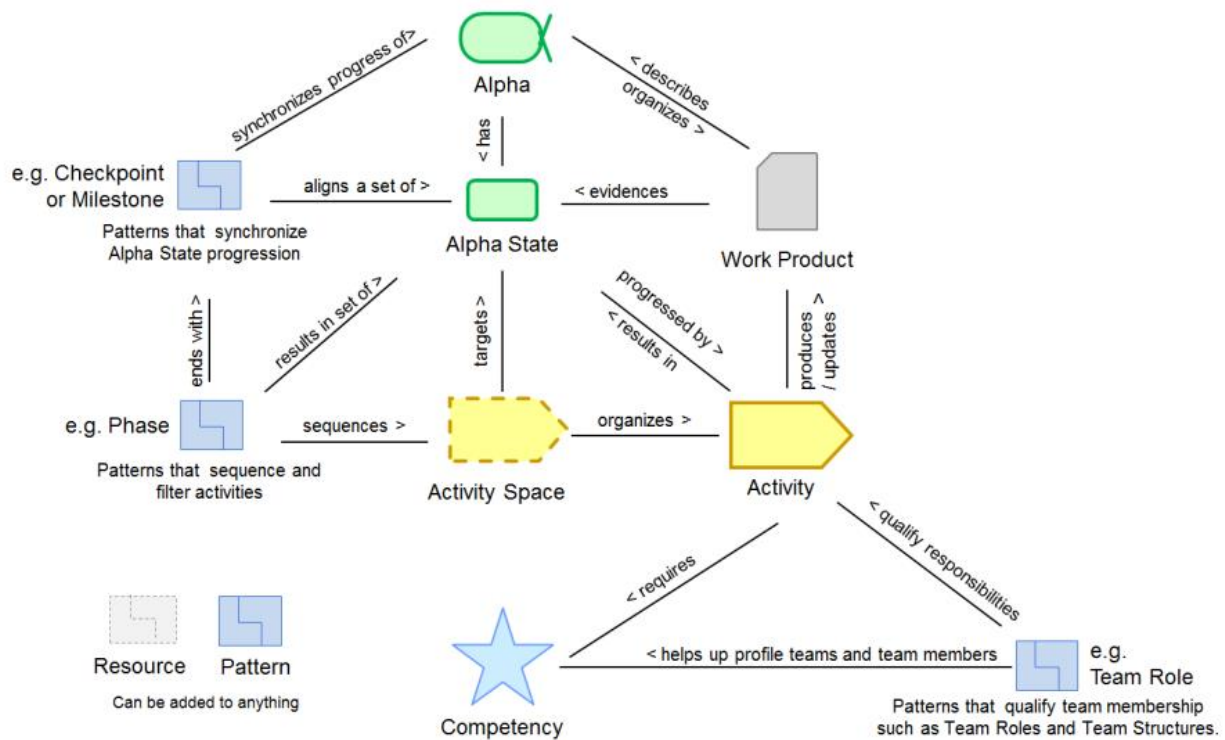 synchronizes progress of>
Alpha
< describes
organizes >
< has
e.g. Checkpoint
or Milestone
aligns a set of >
< evidences
Patterns that synchronize
Alpha State progression
Alpha State
Work Product
ends with >
results in set of >
targets >
progressed by >
< results in
produces >
/ updates
e.g. Phase
sequences >
organizes >
Patterns that sequence and
filter activities
Activity Space
Activity
< requires
< qualify responsibilities
Resource
Pattern
Can be added to anything
< helps up profile teams and team members
Competency
e.g.
Team Role
Patterns that qualify team membership
such as Team Roles and Team Structures.